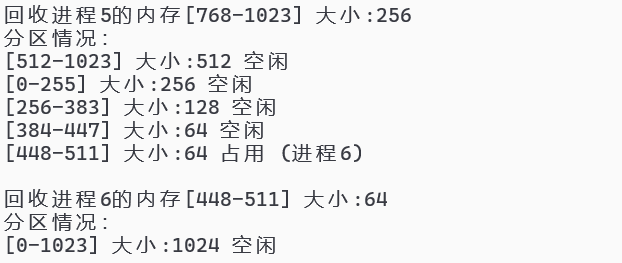 回收进程5的内存[768-1023] 大小:256
分区情况:
[512-1023] 大小:512 空闲
[0-255] 大小:256 空闲
[256-383] 大小:128 空闲
[384-447] 大小:64 空闲
[448-511] 大小:64 占用 (进程6)
回收进程6的内存[448-511] 大小:64
分区情况:
[0-1023] 大小:1024 空闲